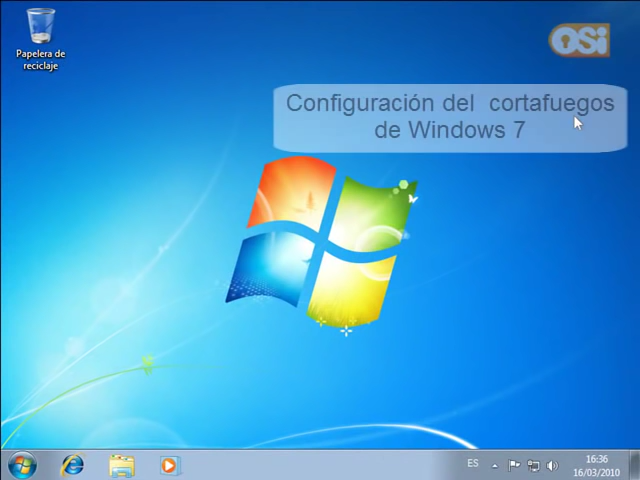 Papelera de
reciclaje
OSi
Configuración del cortafuegos
de Windows 7
ES
16:36
16/03/2010